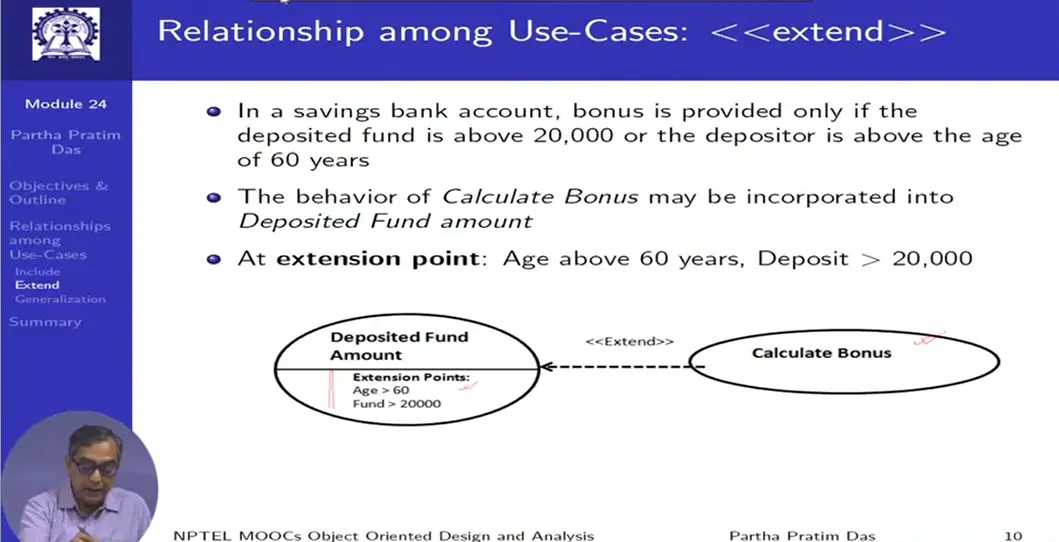 Relationship among Use-Cases: <<extend>>
Module 24
Partha Pratim
Das
Objectives &
Outline
Relationships
among
Use-Cases
Include
Extend
Generalization
Summary
In a savings bank account, bonus is provided only if the
deposited fund is above 20,000 or the depositor is above the age
of 60 years
The behavior of Calculate Bonus may be incorporated into
Deposited Fund amount
At extension point: Age above 60 years, Deposit > 20,000
Deposited Fund
Amount
Extension Points:
Age > 60
Fund > 20000
<<Extend>>
Calculate Bonus
NPTEL MOOCs Object Oriented Design and Analysis
Partha Pratim Das
10